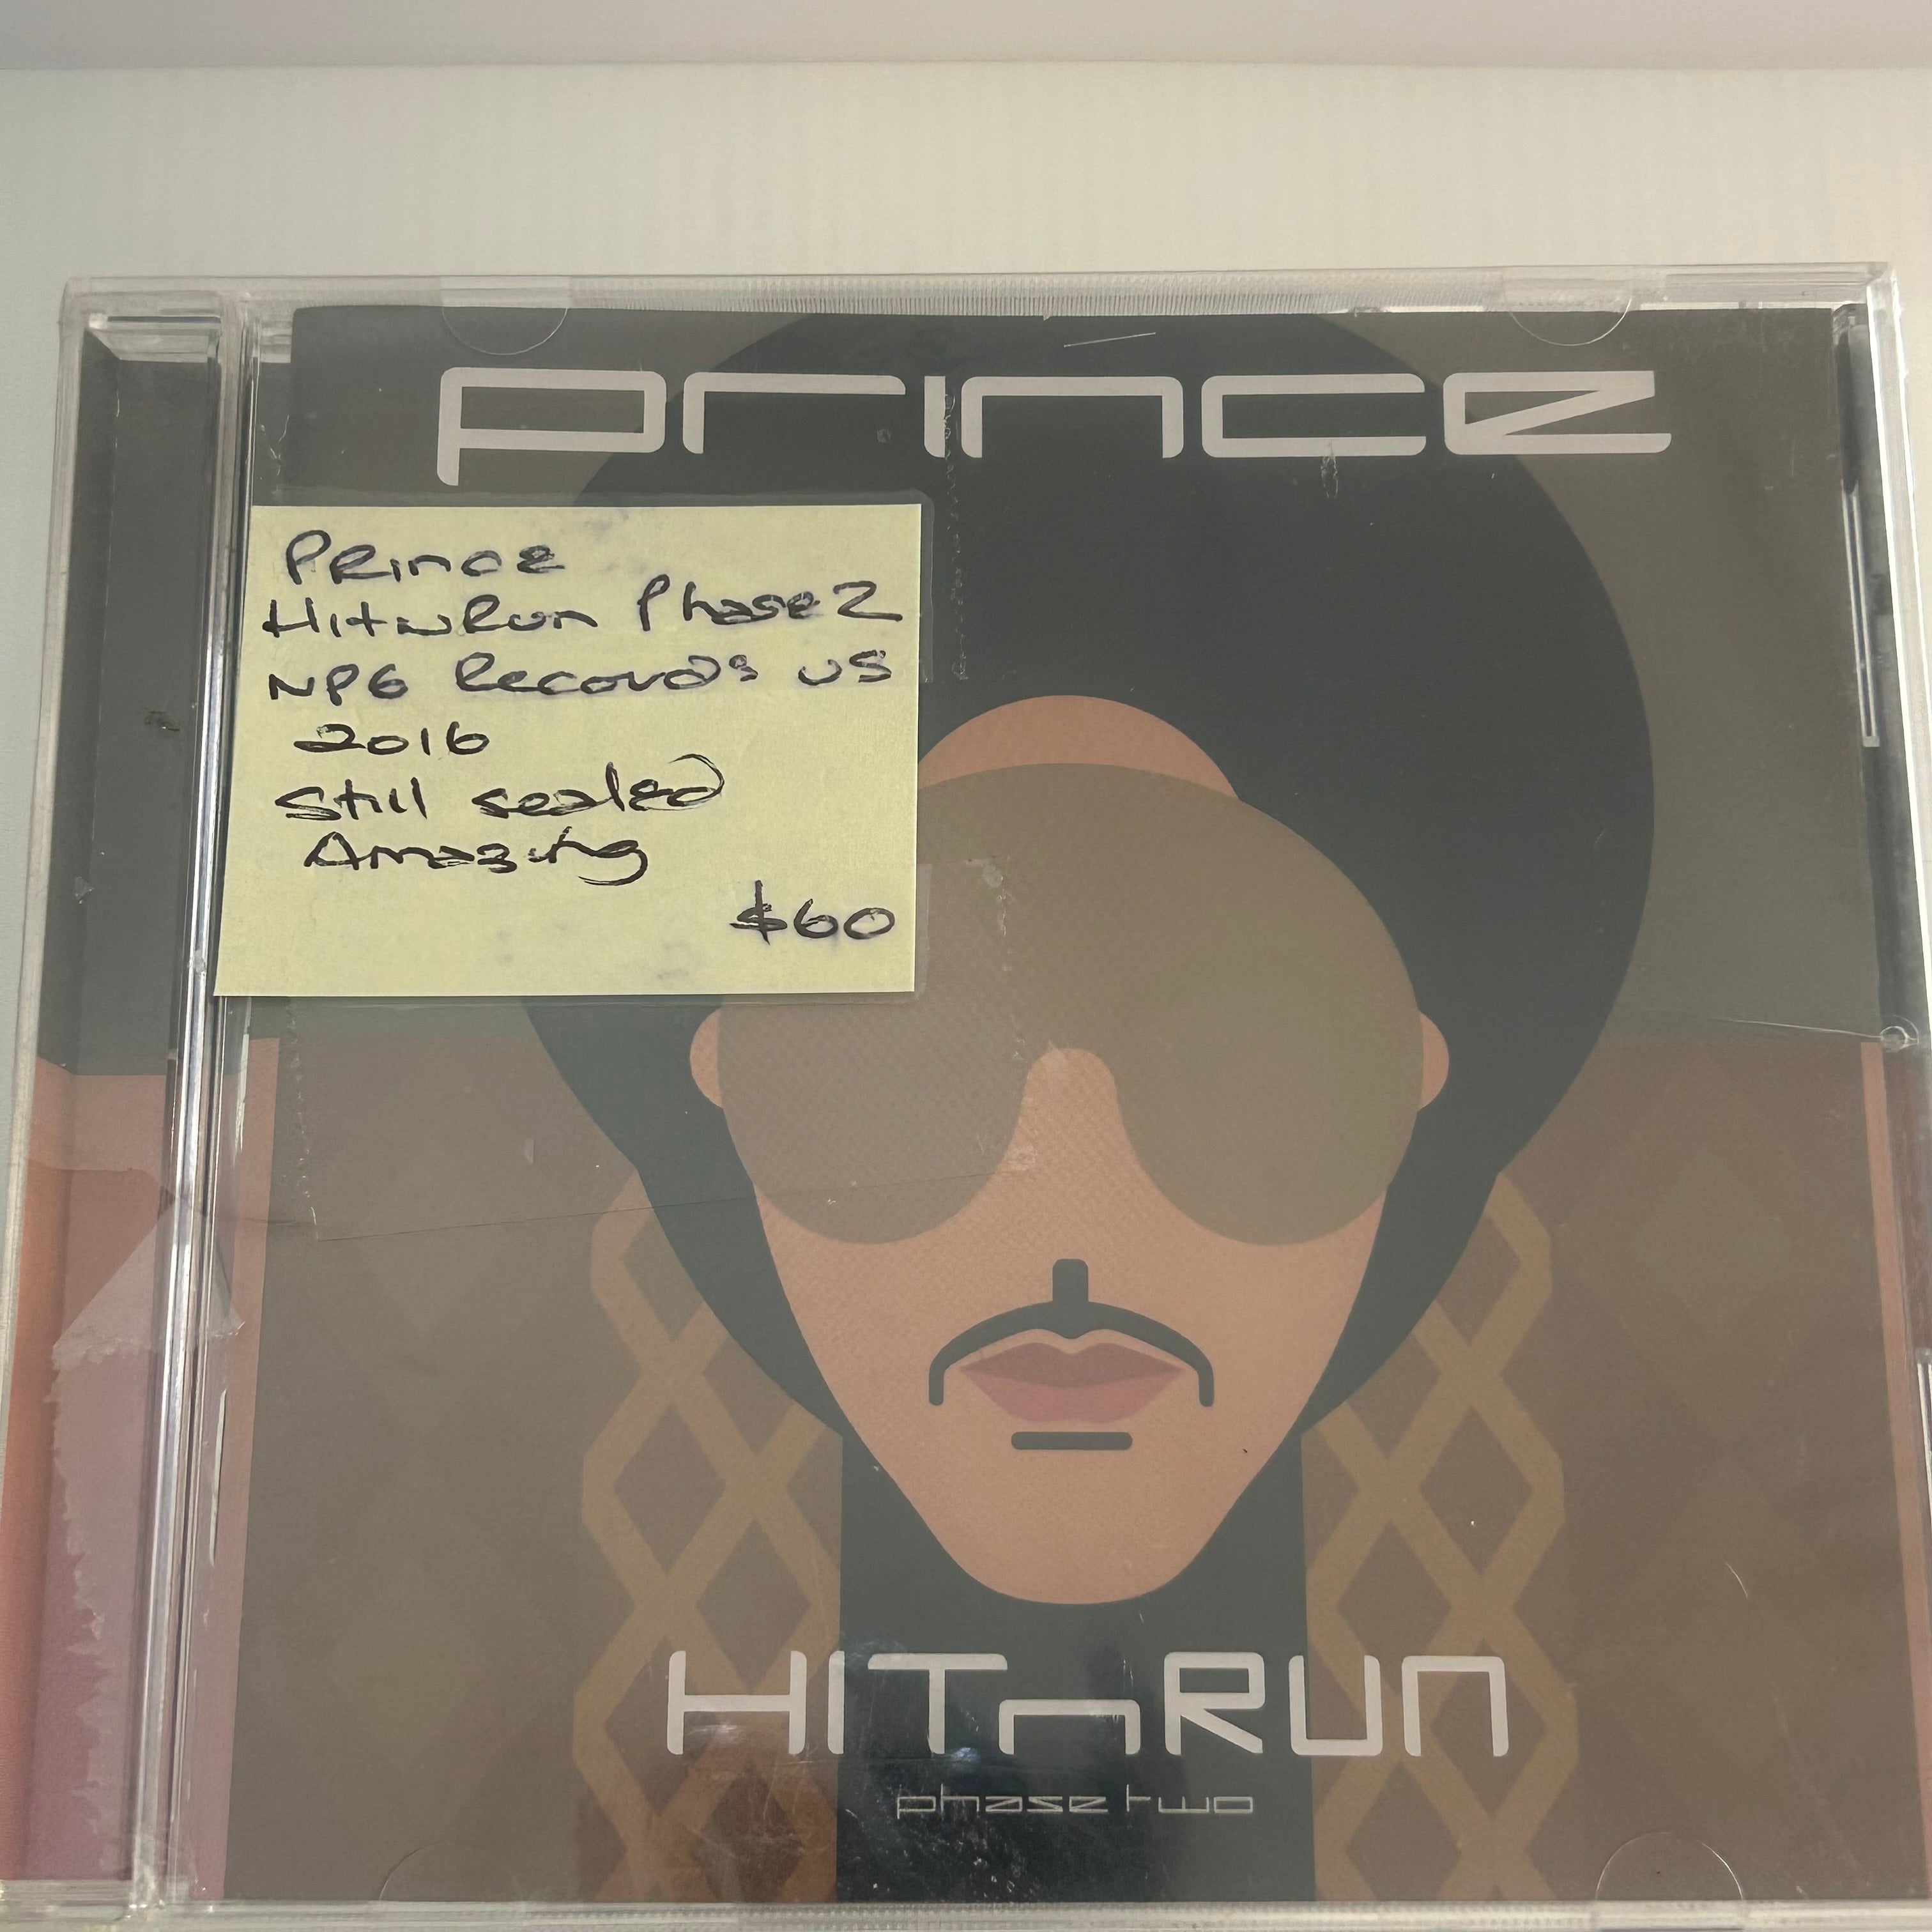 prince
Prince
HitnRun Phase 2
NPG Records US
2016
Still sealed
Amazing
$60
HITnRUn
phase two